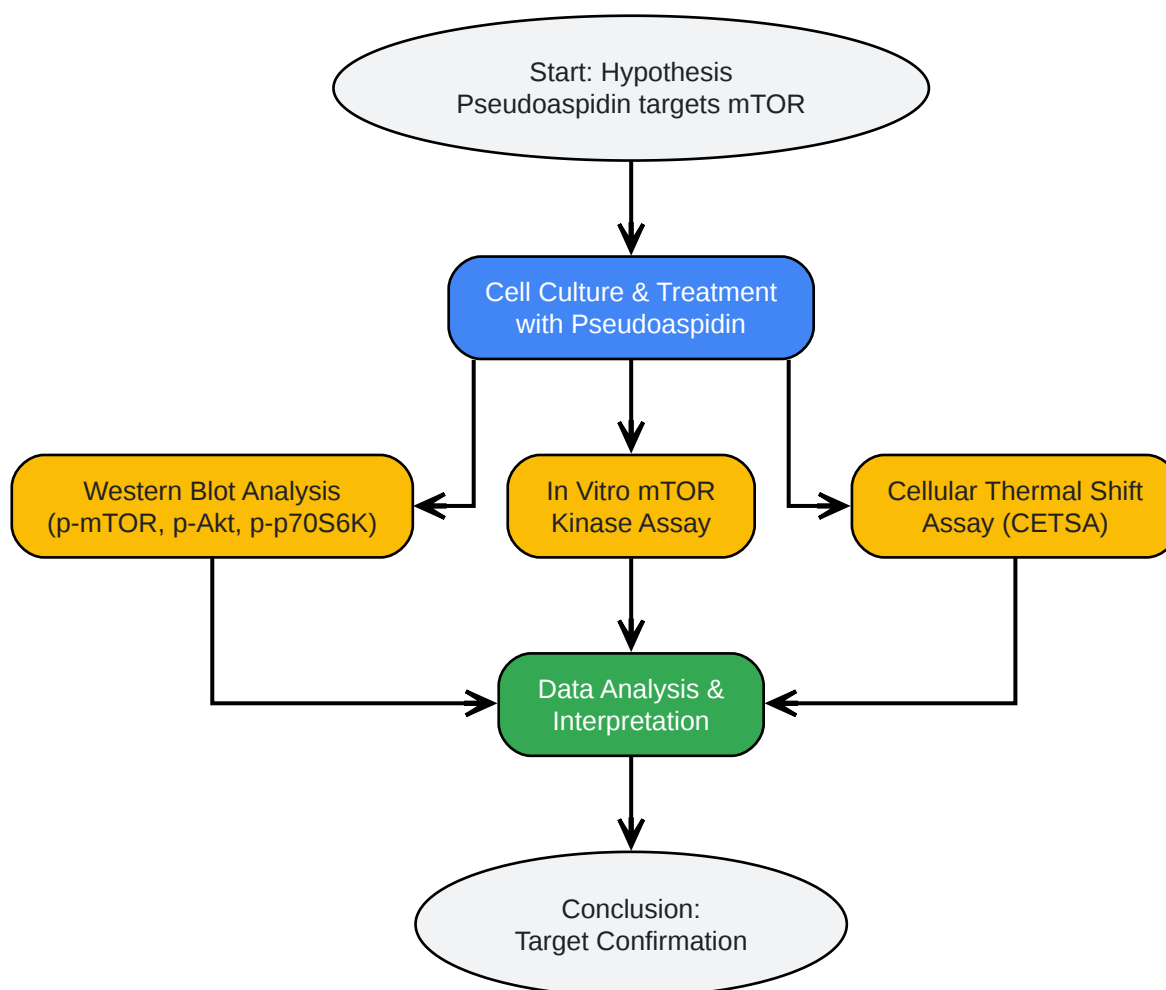 Start: Hypothesis
Pseudoaspidin targets mTOR
Cell Culture & Treatment
with Pseudoaspidin
Western Blot Analysis
(p-mTOR, p-Akt, p-p70S6K)
In Vitro mTOR
Kinase Assay
Cellular Thermal Shift
Assay (CETSA)
Data Analysis &
Interpretation
Conclusion:
Target Confirmation